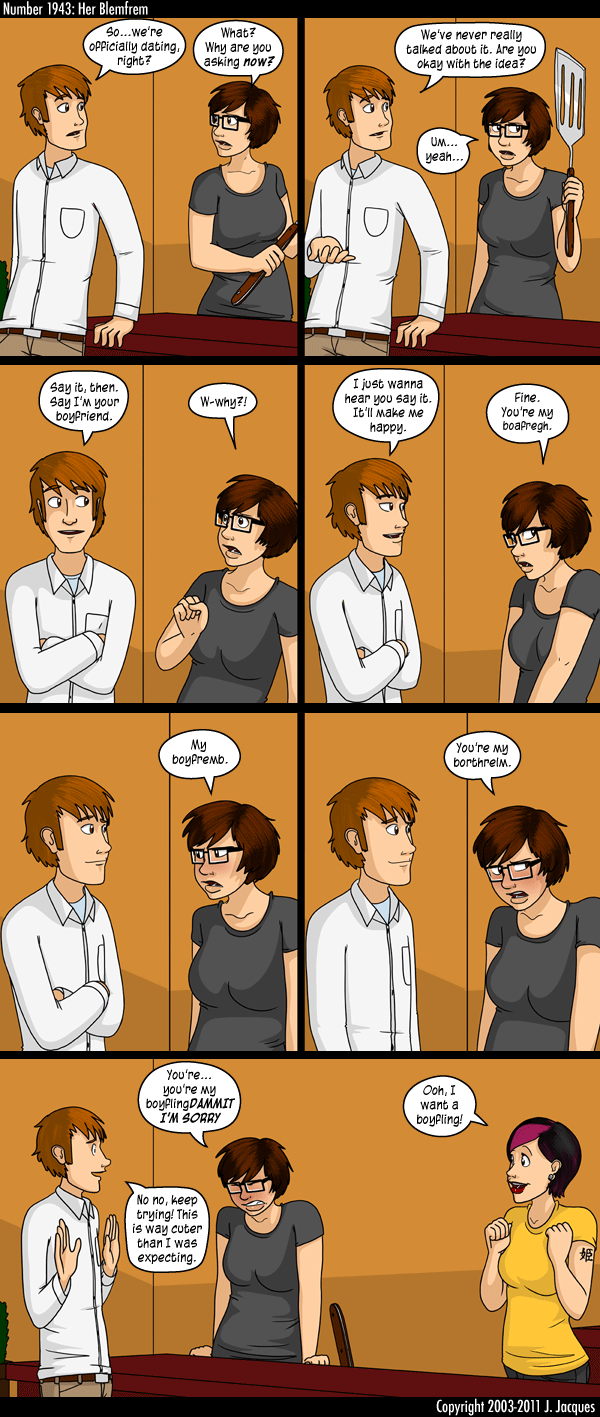 Number 1943: Her Blemfrem
So...we're
officially dating,
right?
What?
Why are you
asking now?
We've never really
talked about it. Are you
okay with the idea?
Um...
yeah...
Say it, then.
Say I'm your
boyfriend.
W-why?!
I just wanna
hear you say it.
It'll make me
happy.
Fine.
You're my
boafregh.
My
boyfremb.
You're my
borthrelm.
You're...
you're my
boyflingDAMMIT
I'M SORRY
No no, keep
trying! This
is way cuter
than I was
expecting.
Ooh, I
want a
boyfling!
姫
Copyright 2003-2011 J. Jacques